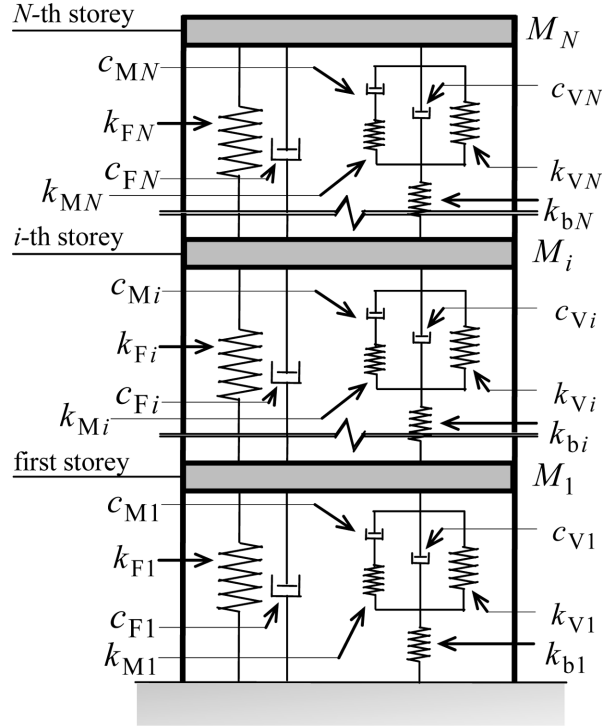 N-th storey
M_N
c_MN
c_VN
k_FN
c_FN
k_VN
k_MN
k_bN
i-th storey
M_i
c_Mi
c_Vi
k_Fi
c_Fi
k_Vi
k_Mi
k_bi
first storey
M_1
c_M1
c_V1
k_F1
c_F1
k_V1
k_M1
k_b1